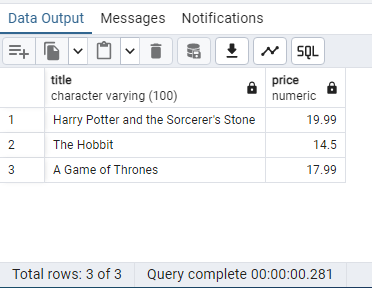 Data Output Messages Notifications
SQL
title price
character varying (100) numeric
1 Harry Potter and the Sorcerer's Stone 19.99
2 The Hobbit 14.5
3 A Game of Thrones 17.99
Total rows: 3 of 3 Query complete 00:00:00.281